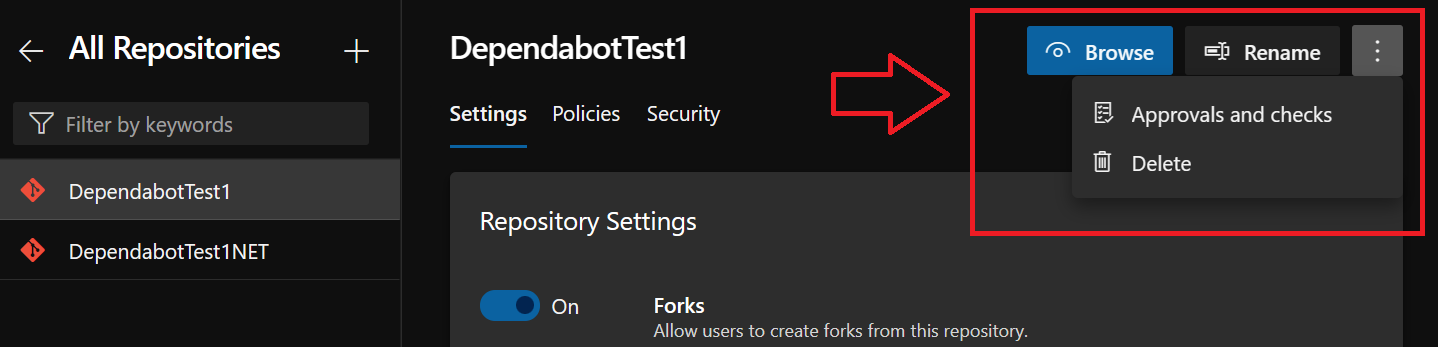 All Repositories
Filter by keywords
DependabotTest1
DependabotTest1NET
DependabotTest1
Browse
Rename
Approvals and checks
Delete
Settings Policies Security
Repository Settings
On
Forks
Allow users to create forks from this repository.